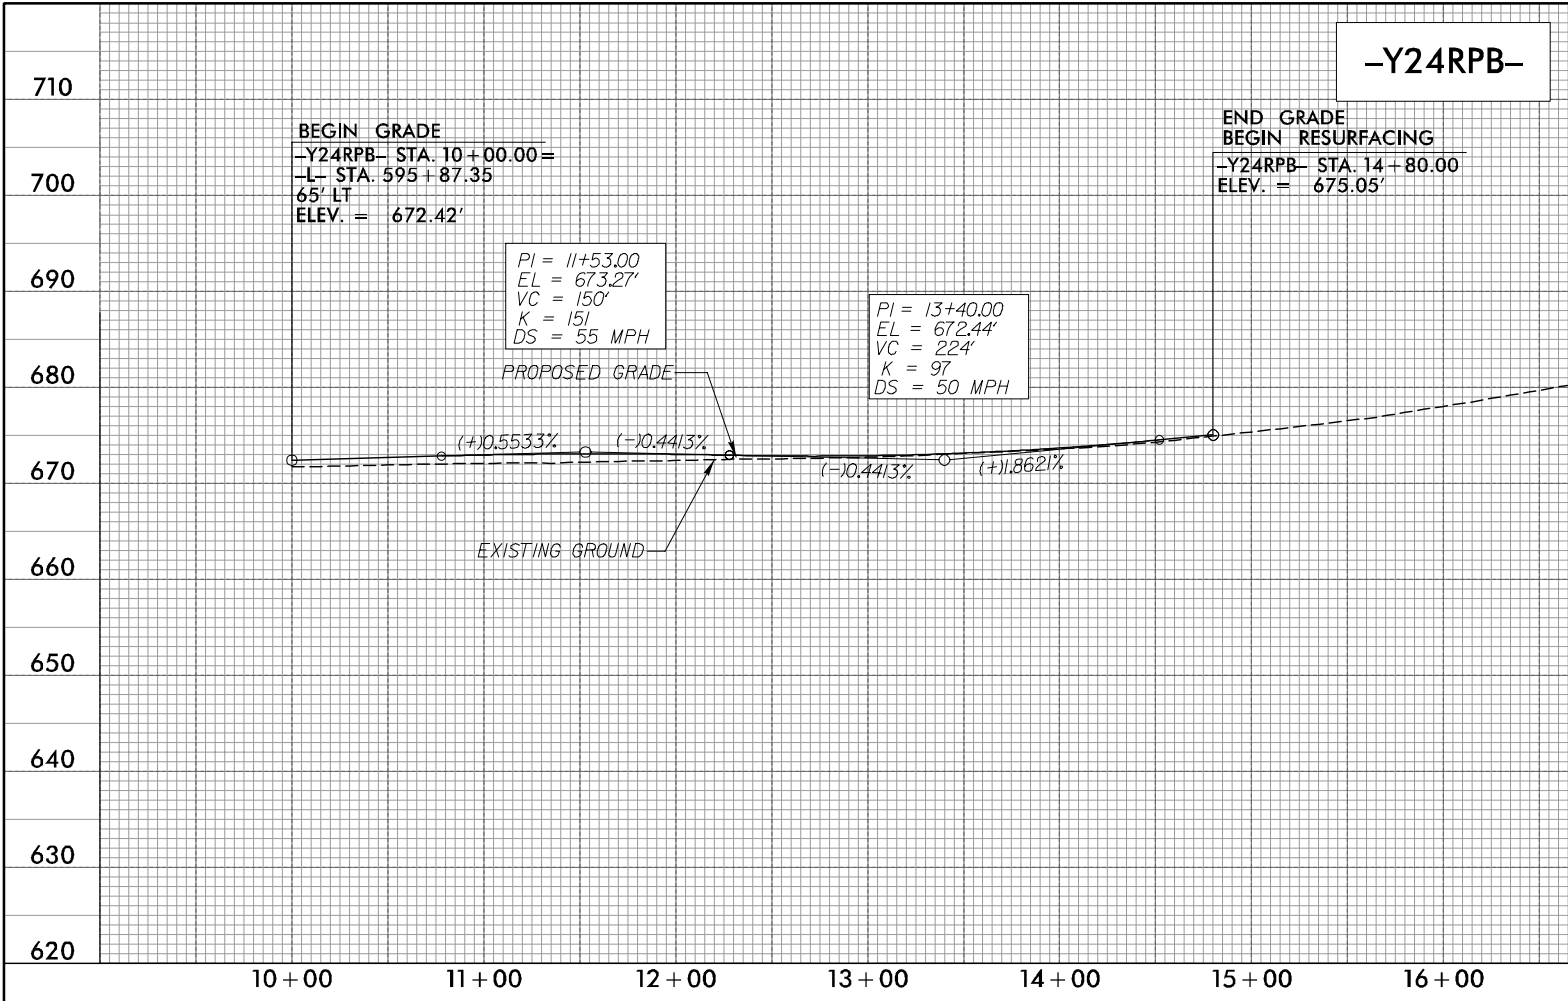 –Y24RPB–
710
700
690
680
670
660
650
640
630
620
BEGIN GRADE
–Y24RPB– STA. 10+00.00=
–L– STA. 595+87.35
65' LT
ELEV. = 672.42'
END GRADE
BEGIN RESURFACING
–Y24RPB– STA. 14+80.00
ELEV. = 675.05'
PI = 11+53.00
EL = 673.27'
VC = 150'
K = 151
DS = 55 MPH
PI = 13+40.00
EL = 672.44'
VC = 224'
K = 97
DS = 50 MPH
PROPOSED GRADE
(+)0.5533%
(-)0.4413%
(-)0.4413%
(+)1.8621%
EXISTING GROUND
10+00
11+00
12+00
13+00
14+00
15+00
16+00